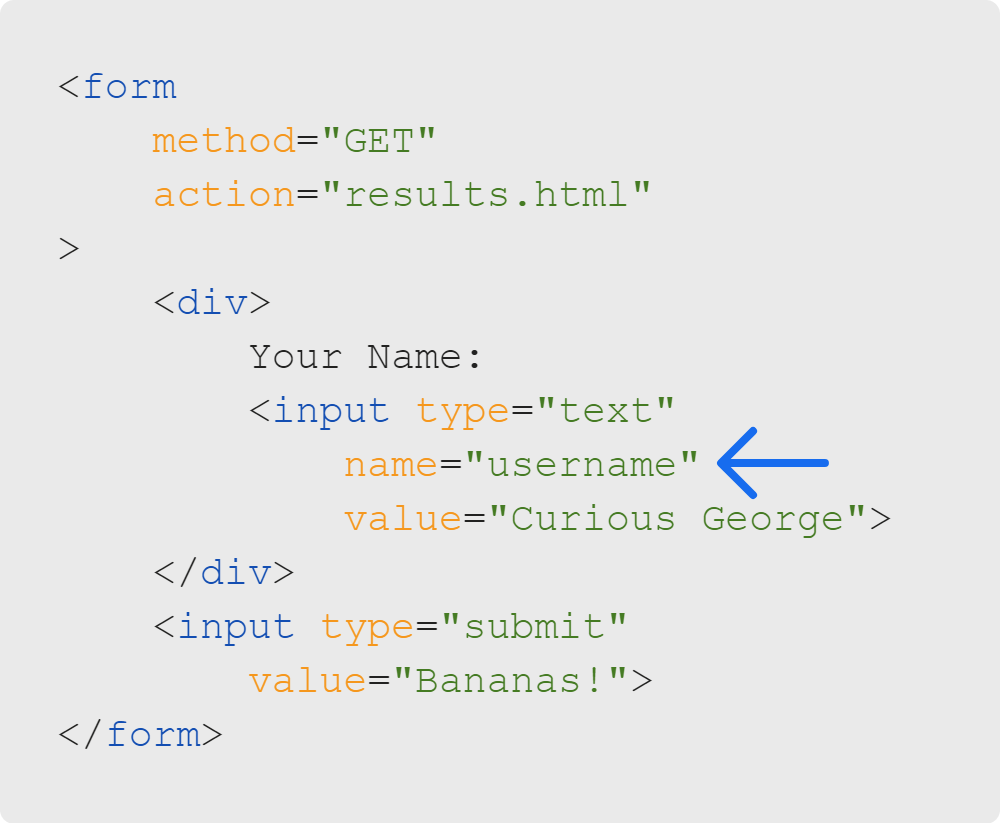 <form
method="GET"
action="results.html"
>
<div>
Your Name:
<input type="text"
name="username"
value="Curious George">
</div>
<input type="submit"
value="Bananas!">
</form>